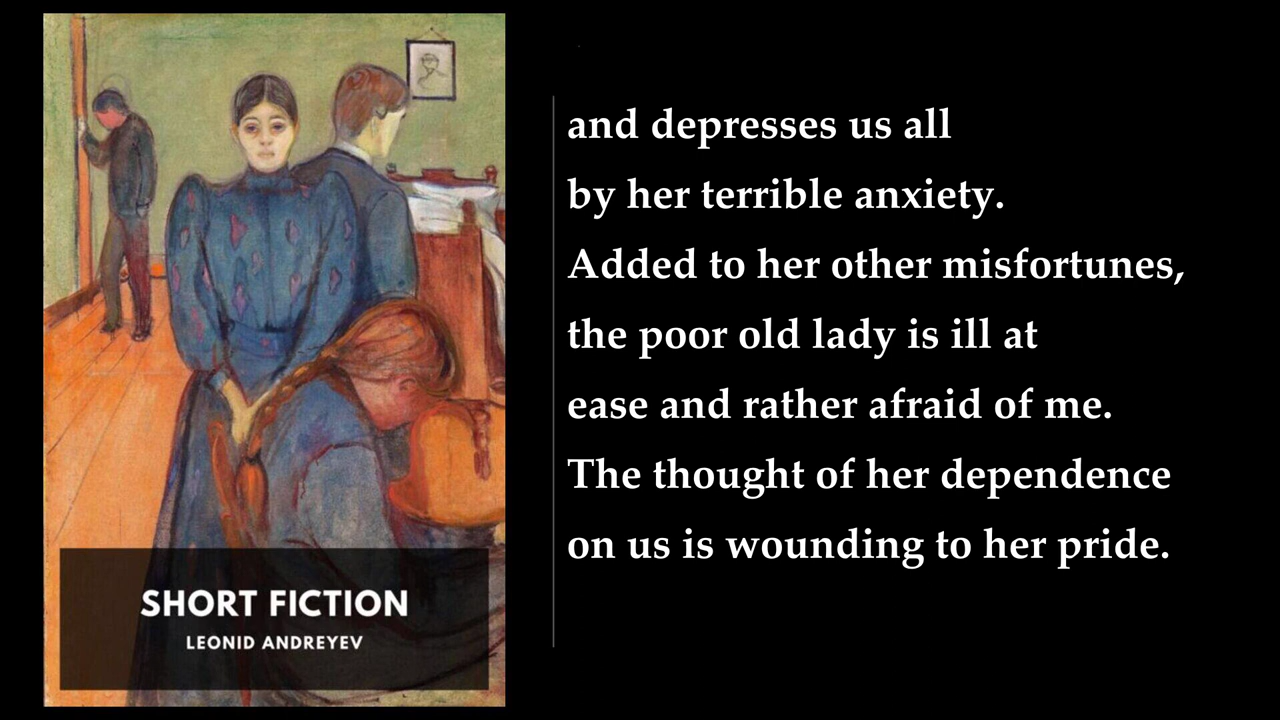 SHORT FICTION
LEONID ANDREYEV
and depresses us all
by her terrible anxiety.
Added to her other misfortunes,
the poor old lady is ill at
ease and rather afraid of me.
The thought of her dependence
on us is wounding to her pride.